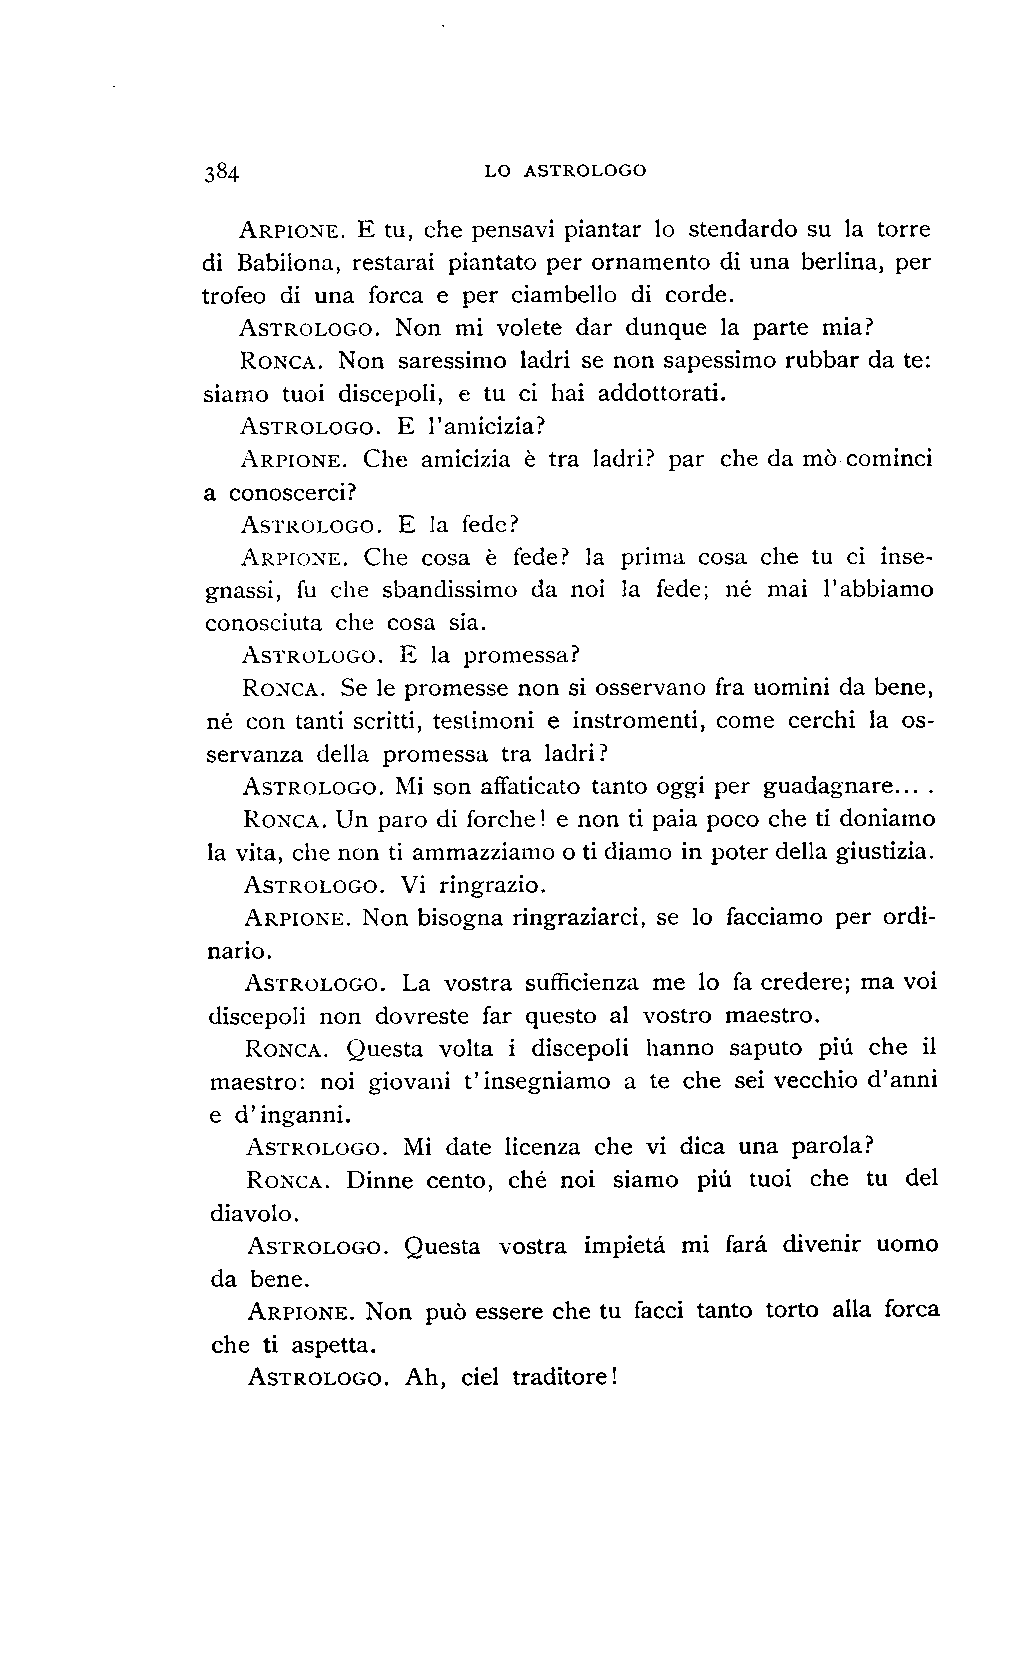 384 LO ASTROLOGO
ARPIONE. E tu, che pensavi piantar lo stendardo su la torre
di Babilona, restarai piantato per ornamento di una berlina, per
trofeo di una forca e per ciambello di corde.
ASTROLOGO. Non mi volete dar dunque la parte mia?
RONCA. Non saressimo ladri se non sapessimo rubbar da te:
siamo tuoi discepoli, e tu ci hai addottorati.
ASTROLOGO. E l'amicizia?
ARPIONE. Che amicizia è tra ladri? par che da mò cominci
a conoscerci?
ASTROLOGO. E la fede?
ARPIONE. Che cosa è fede? la prima cosa che tu ci inse-
gnassi, fu che sbandissimo da noi la fede; né mai l'abbiamo
conosciuta che cosa sia.
ASTROLOGO. E la promessa?
RONCA. Se le promesse non si osservano fra uomini da bene,
né con tanti scritti, testimoni e instromenti, come cerchi la os-
servanza della promessa tra ladri?
ASTROLOGO. Mi son affaticato tanto oggi per guadagnare... .
RONCA. Un paro di forche! e non ti paia poco che ti doniamo
la vita, che non ti ammazziamo o ti diamo in poter della giustizia.
ASTROLOGO. Vi ringrazio.
ARPIONE. Non bisogna ringraziarci, se lo facciamo per ordi-
nario.
ASTROLOGO. La vostra sufficienza me lo fa credere; ma voi
discepoli non dovreste far questo al vostro maestro.
RONCA. Questa volta i discepoli hanno saputo piú che il
maestro: noi giovani t'insegniamo a te che sei vecchio d'anni
e d'inganni.
ASTROLOGO. Mi date licenza che vi dica una parola?
RONCA. Dinne cento, ché noi siamo piú tuoi che tu del
diavolo.
ASTROLOGO. Questa vostra impietá mi fará divenir uomo
da bene.
ARPIONE. Non può essere che tu facci tanto torto alla forca
che ti aspetta.
ASTROLOGO. Ah, ciel traditore!